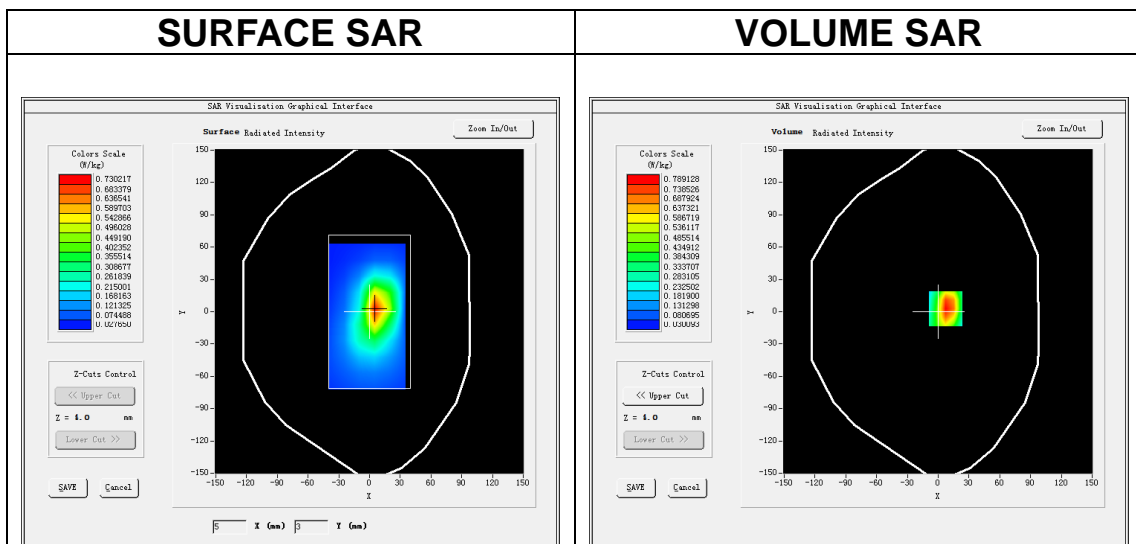 SURFACE SAR
VOLUME SAR
SAR Visualisation Graphical Interface
Surface Radiated Intensity
Zoom In/Out
Colors Scale
(W/kg)
0.730217
0.683379
0.636541
0.589703
0.542866
0.496028
0.449190
0.402352
0.355514
0.308677
0.261839
0.215001
0.168163
0.121325
0.074488
0.027650
150
120
90
60
30
0
-30
-60
-90
-120
-150
Y
-150 -120 -90 -60 -30 0 30 60 90 120 150
X
Z-Cuts Control
<< Upper Cut
Z = 4.0 mm
Lower Cut >>
SAVE Cancel
5 X (mm) 3 Y (mm)
SAR Visualisation Graphical Interface
Volume Radiated Intensity
Zoom In/Out
Colors Scale
(W/kg)
0.789128
0.738526
0.687924
0.637321
0.586719
0.536117
0.485514
0.434912
0.384309
0.333707
0.283105
0.232502
0.181900
0.131298
0.080695
0.030093
150
120
90
60
30
0
-30
-60
-90
-120
-150
Y
-150 -120 -90 -60 -30 0 30 60 90 120 150
X
Z-Cuts Control
<< Upper Cut
Z = 4.0 mm
Lower Cut >>
SAVE Cancel